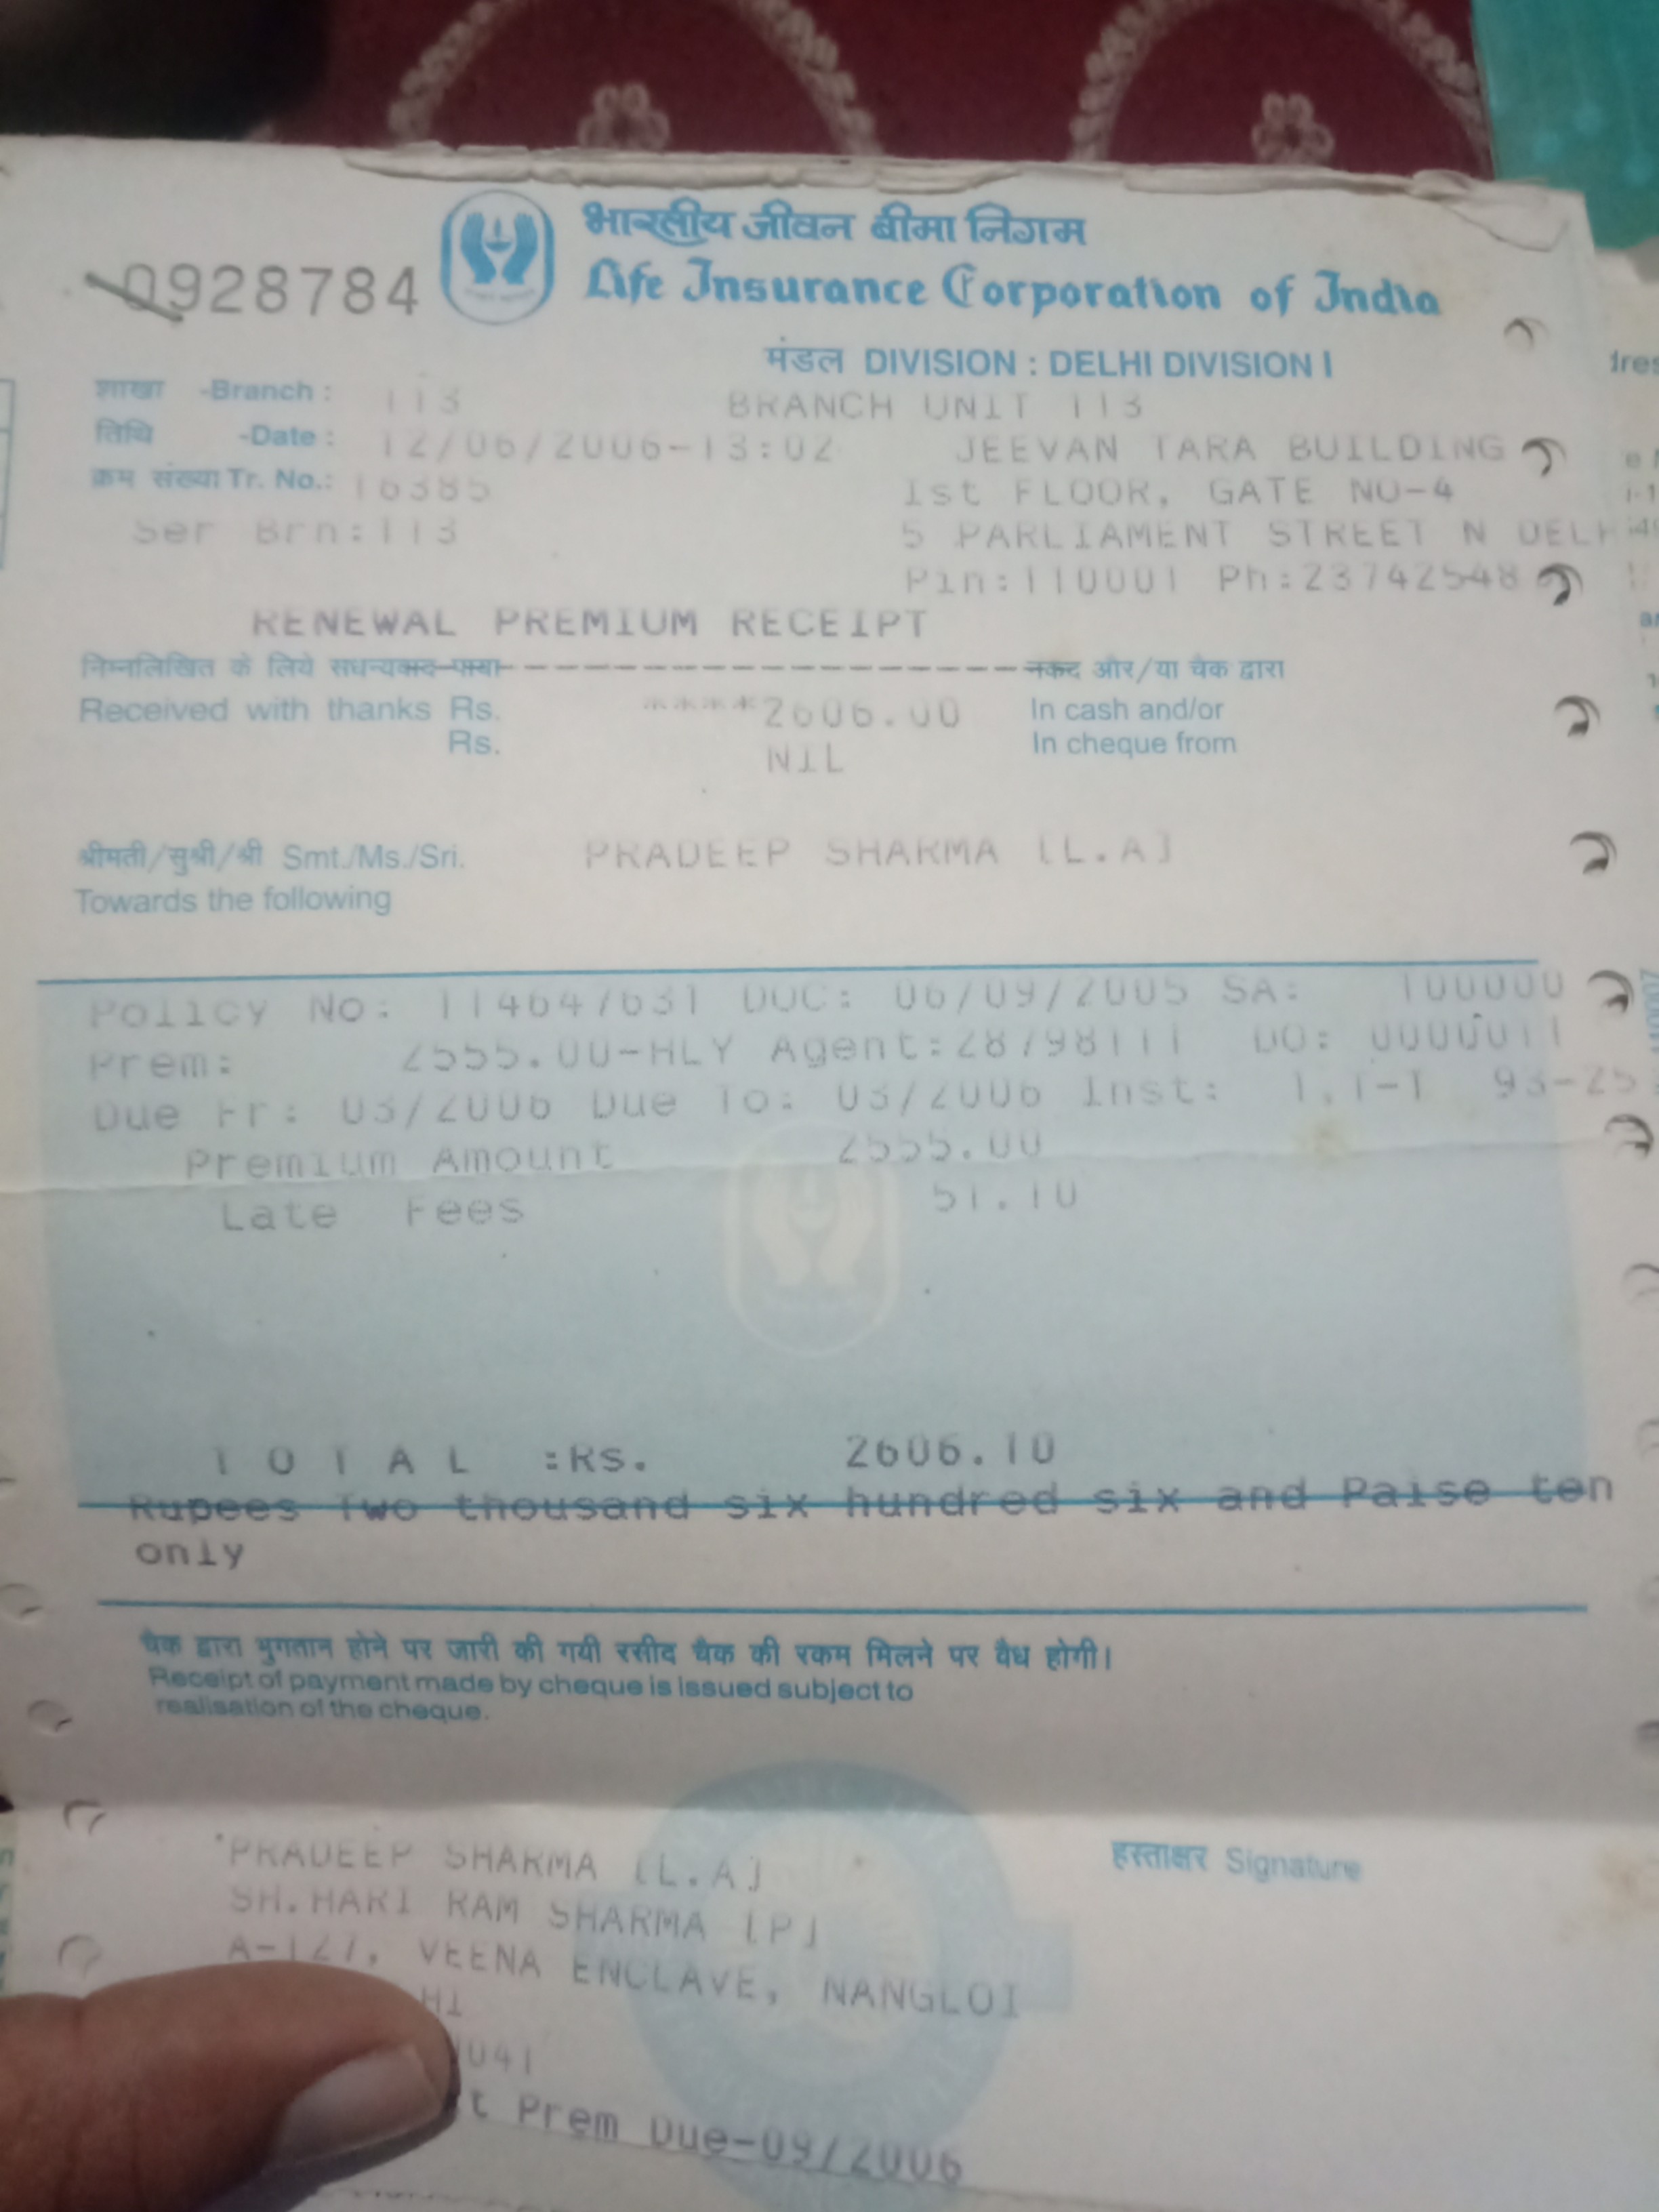 भारतीय जीवन बीमा निगम
0928784 Life Insurance Corporation of India
मंडल DIVISION : DELHI DIVISION I
शाखा -Branch : 113 BRANCH UNIT 113
तिथि -Date : 12/06/2006-13:02 JEEVAN TARA BUILDING
क्रम संख्या Tr. No.: 16385 1st FLOOR, GATE NO-4
Ser Brn:113 5 PARLIAMENT STREET N DELH
Pin:110001 Ph:23742548
RENEWAL PREMIUM RECEIPT
निम्नलिखित के लिये सधन्यवाद पाया नकद और/या चेक द्वारा
Received with thanks Rs. ****2606.00 In cash and/or
Rs. NIL In cheque from
श्रीमती/सुश्री/श्री Smt./Ms./Sri. PRADEEP SHARMA [L.A]
Towards the following
Policy No: 114647631 DOC: 06/09/2005 SA: 100000
Prem: 2555.00-HLY Agent:28798111 DO: 0000011
Due Fr: 03/2006 Due To: 03/2006 Inst: 1,1-1 93-25
Premium Amount 2555.00
Late Fees 51.10
T O T A L :Rs. 2606.10
Rupees Two thousand six hundred six and Paise ten
only
चैक द्वारा भुगतान होने पर जारी की गयी रसीद चैक की रकम मिलने पर वैध होगी।
Receipt of payment made by cheque is issued subject to
realisation of the cheque.
PRADEEP SHARMA [L.A]
हस्ताक्षर Signature
SH.HARI RAM SHARMA [P]
A-127, VEENA ENCLAVE, NANGLOI
HI
041
t Prem Due-09/2006